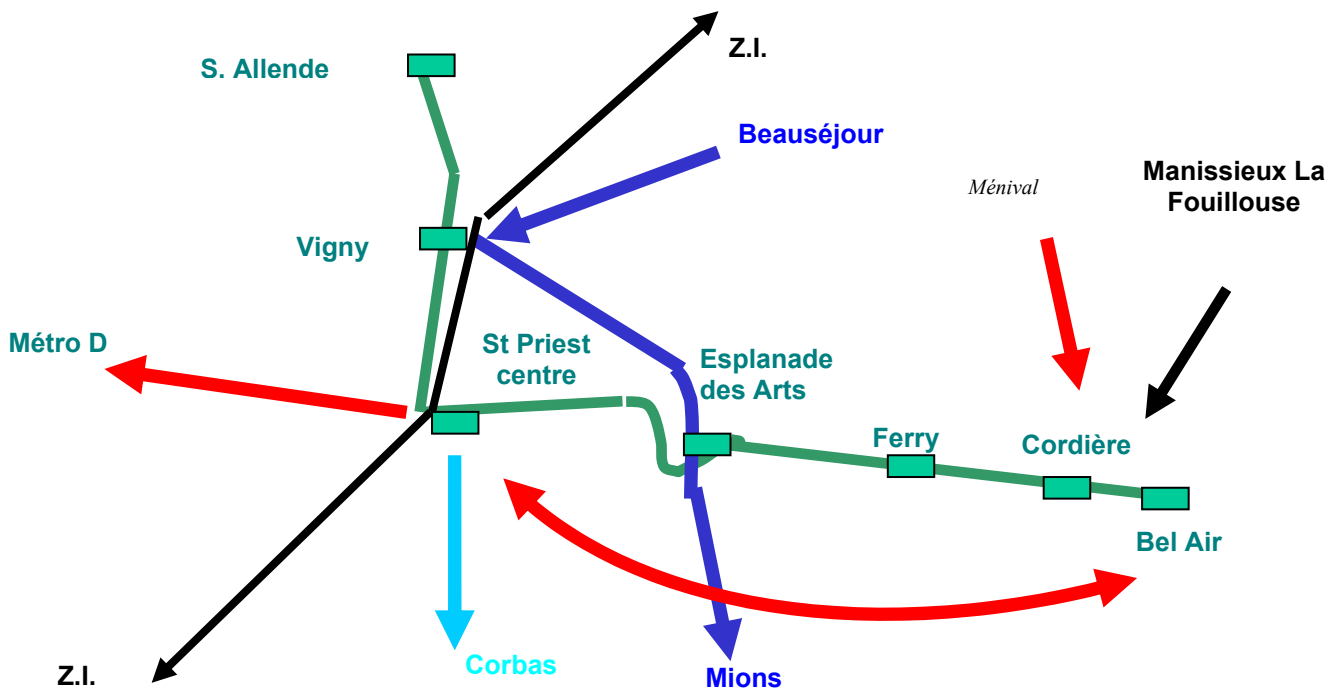 Z.I.
S. Allende
Beauséjour
Ménival
Manissieux La
Fouillouse
Vigny
Métro D
St Priest
centre
Esplanade
des Arts
Ferry
Cordière
Bel Air
Corbas
Mions
Z.I.